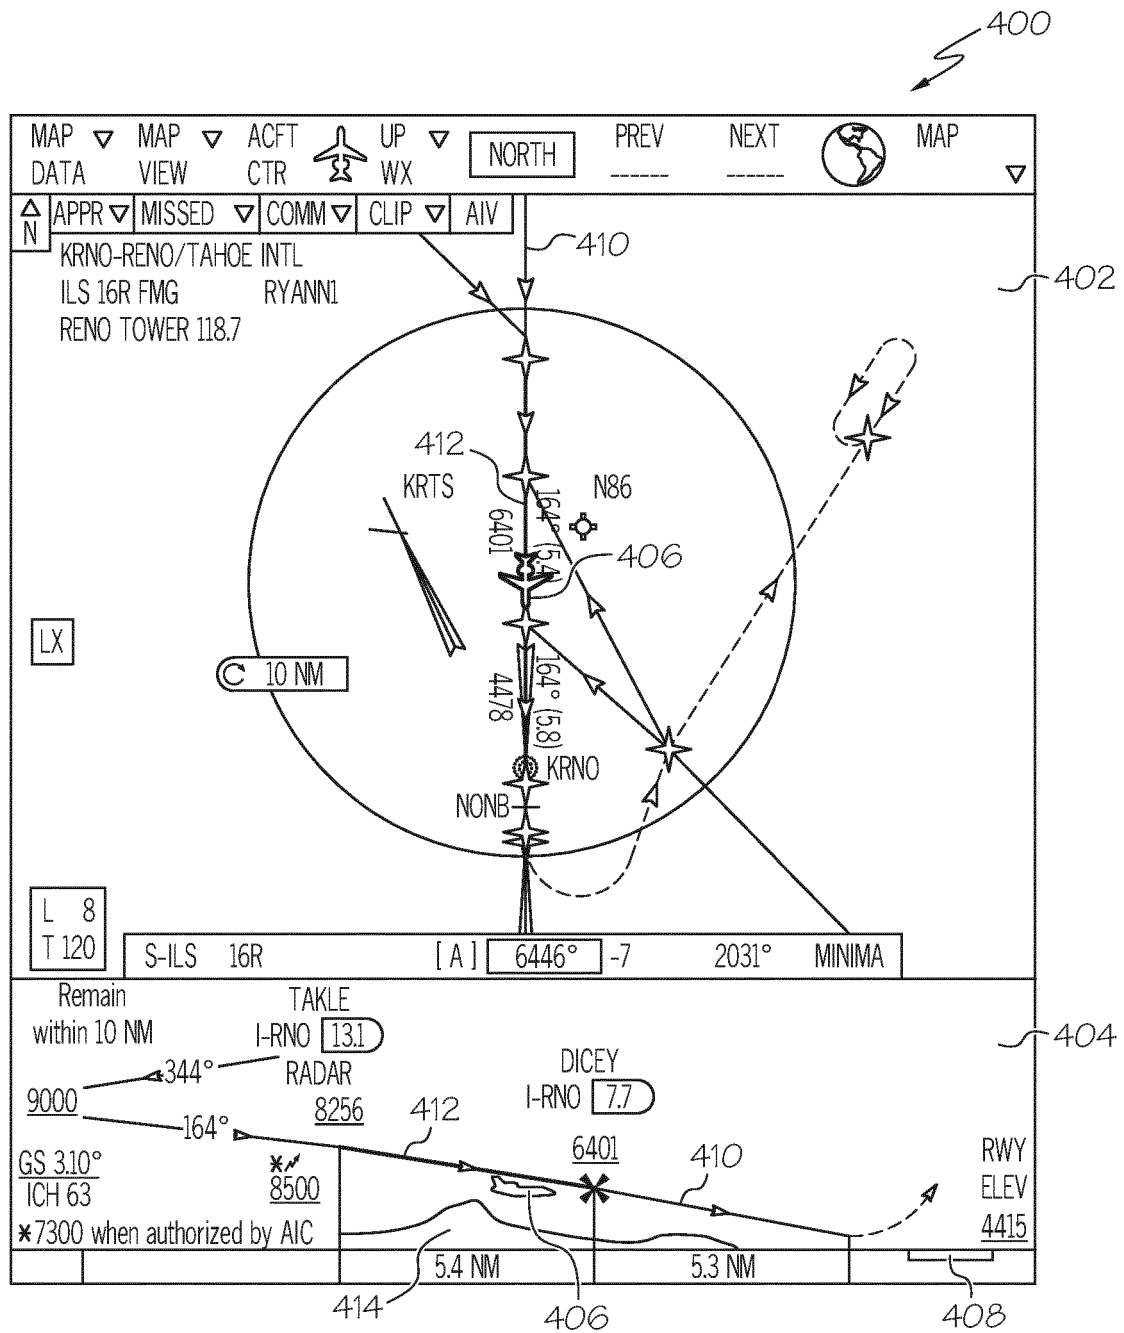 400
MAP MAP ACFT UP NORTH PREV NEXT MAP
DATA VIEW CTR WX ------ ------
N APPR MISSED COMM CLIP AIV
410
KRNO-RENO/TAHOE INTL
402
ILS 16R FMG RYANN1
RENO TOWER 118.7
412
KRTS N86
164° (5.4)
6401
406
LX
10 NM
164° (5.8)
4478
KRNO
NONB
L 8
T 120
S-ILS 16R [A] 6446° -7 2031° MINIMA
Remain TAKLE
within 10 NM I-RNO 13.1
404
344° RADAR DICEY
9000 8256 I-RNO 7.7
164° 412
6401 410 RWY
GS 3.10° ELEV
ICH 63 8500 4415
*7300 when authorized by AIC
5.4 NM 5.3 NM
414 406 408